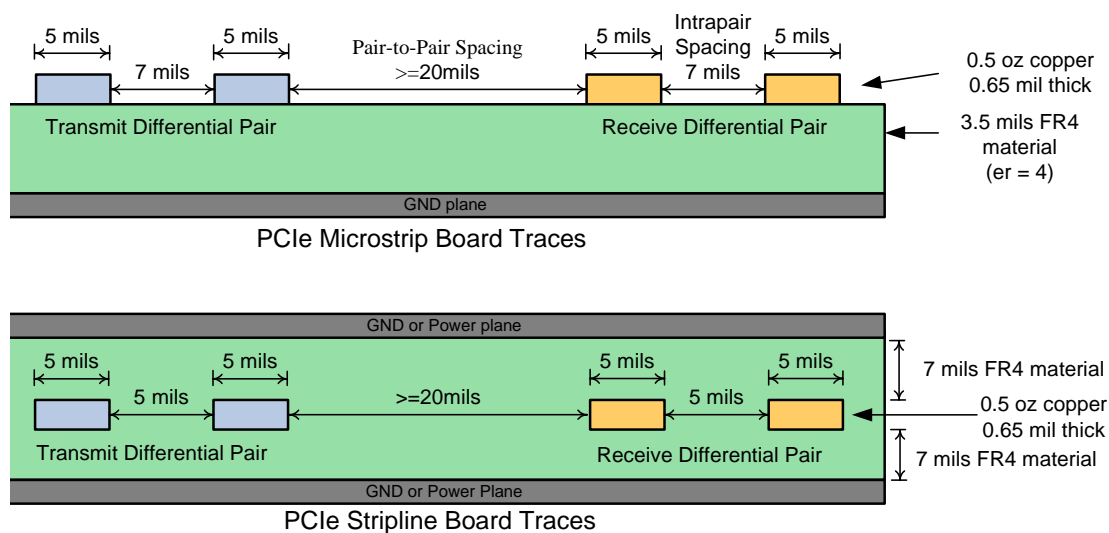 5 mils
5 mils
Pair-to-Pair Spacing
>=20mils
5 mils
Intrapair
Spacing
7 mils
5 mils
7 mils
0.5 oz copper
0.65 mil thick
Transmit Differential Pair
Receive Differential Pair
3.5 mils FR4
material
(er = 4)
GND plane
PCIe Microstrip Board Traces
GND or Power plane
5 mils
5 mils
5 mils
5 mils
7 mils FR4 material
5 mils
>=20mils
5 mils
0.5 oz copper
0.65 mil thick
Transmit Differential Pair
Receive Differential Pair
7 mils FR4 material
GND or Power Plane
PCIe Stripline Board Traces